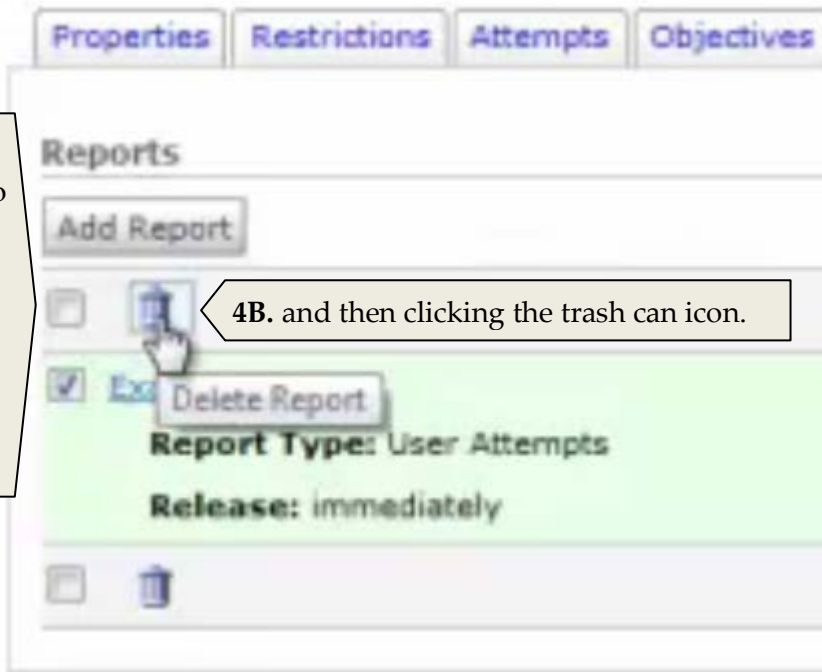 Properties Restrictions Attempts Objectives
Reports
Add Report
4B. and then clicking the trash can icon.
Delete Report
Report Type: User Attempts
Release: immediately